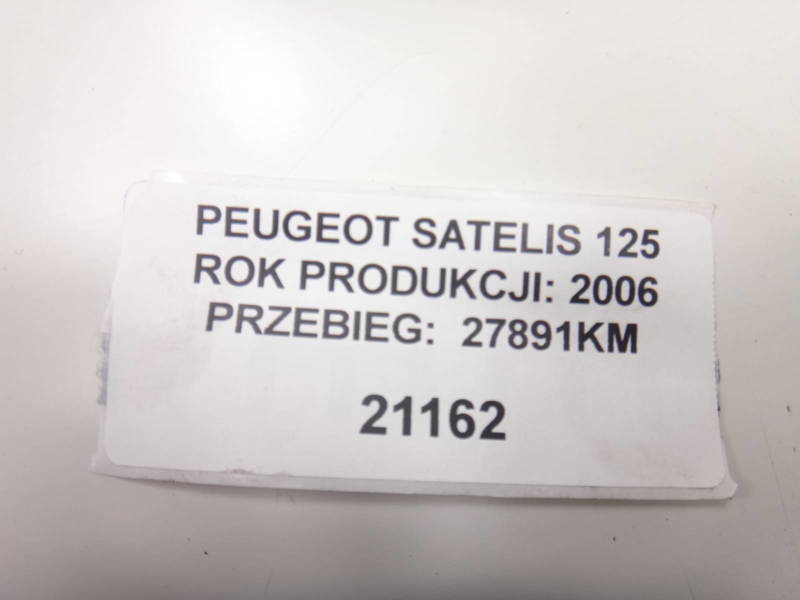 PEUGEOT SATELIS 125
ROK PRODUKCJI: 2006
PRZEBIEG: 27891KM
21162